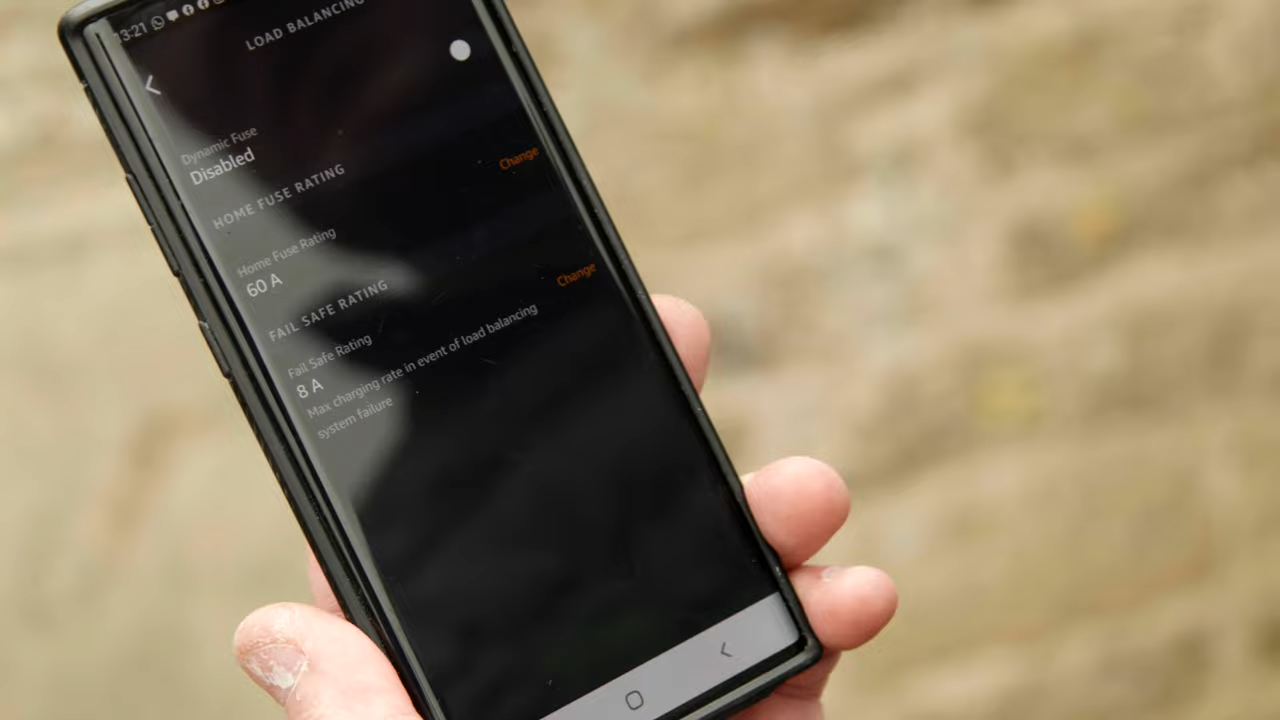 13:21
LOAD BALANCING
Dynamic Fuse
Disabled
HOME FUSE RATING
Change
Home Fuse Rating
60 A
FAIL SAFE RATING
Change
Fail Safe Rating
8 A
Max charging rate in event of load balancing
system failure